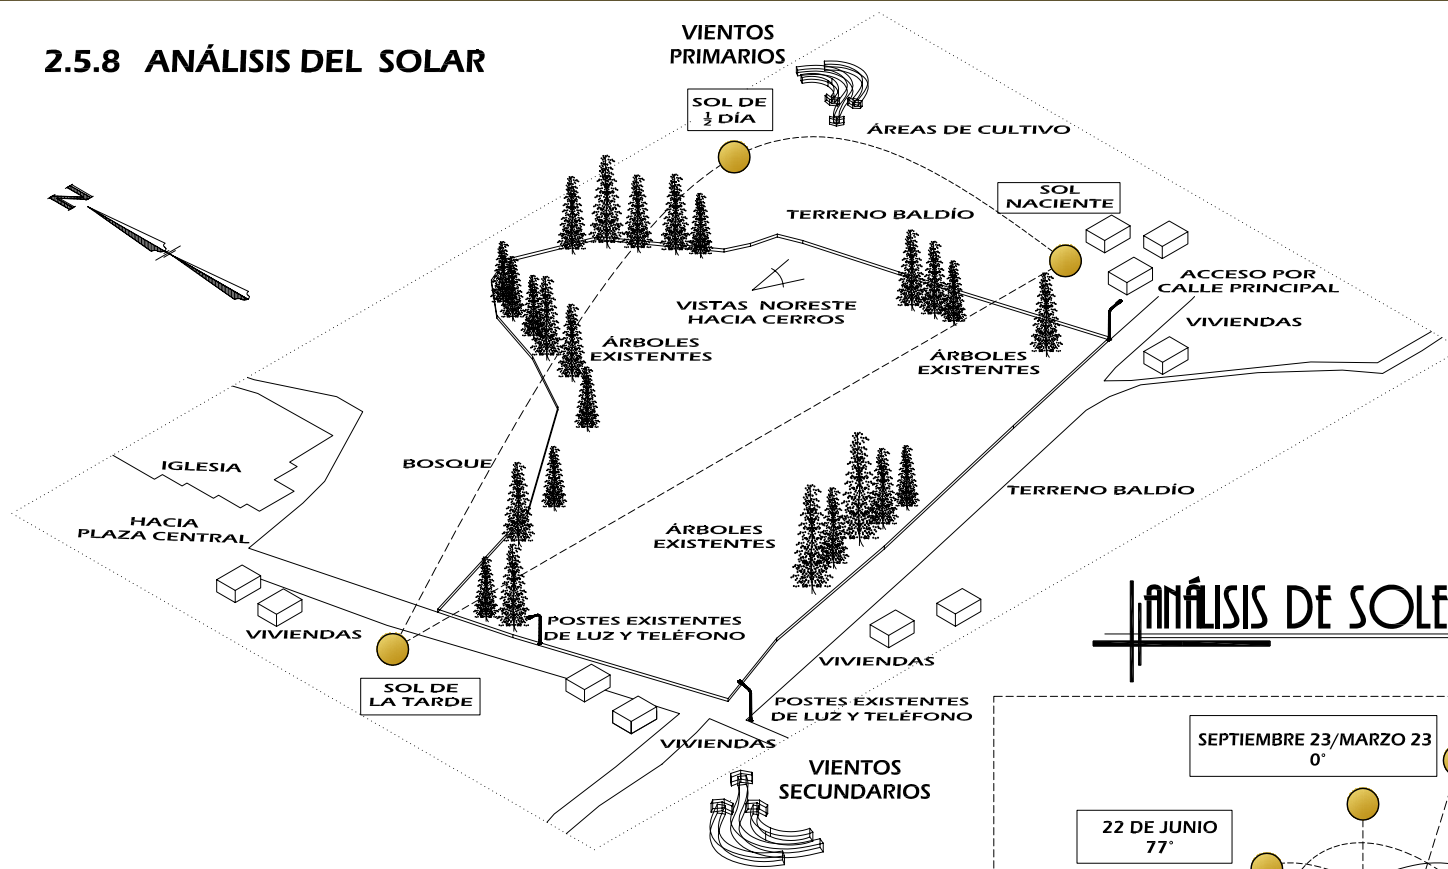 2.5.8 ANÁLISIS DEL SOLAR
VIENTOS
PRIMARIOS
SOL DE
½ DÍA
ÁREAS DE CULTIVO
N
SOL
NACIENTE
TERRENO BALDÍO
ACCESO POR
CALLE PRINCIPAL
VISTAS NORESTE
HACIA CERROS
VIVIENDAS
ÁRBOLES
EXISTENTES
ÁRBOLES
EXISTENTES
IGLESIA
BOSQUE
TERRENO BALDÍO
HACIA
PLAZA CENTRAL
ÁRBOLES
EXISTENTES
VIVIENDAS
POSTES EXISTENTES
DE LUZ Y TELÉFONO
VIVIENDAS
SOL DE
LA TARDE
POSTES EXISTENTES
DE LUZ Y TELÉFONO
VIVIENDAS
VIENTOS
SECUNDARIOS
ANÁLISIS DE SOLE
SEPTIEMBRE 23/MARZO 23
0°
22 DE JUNIO
77°